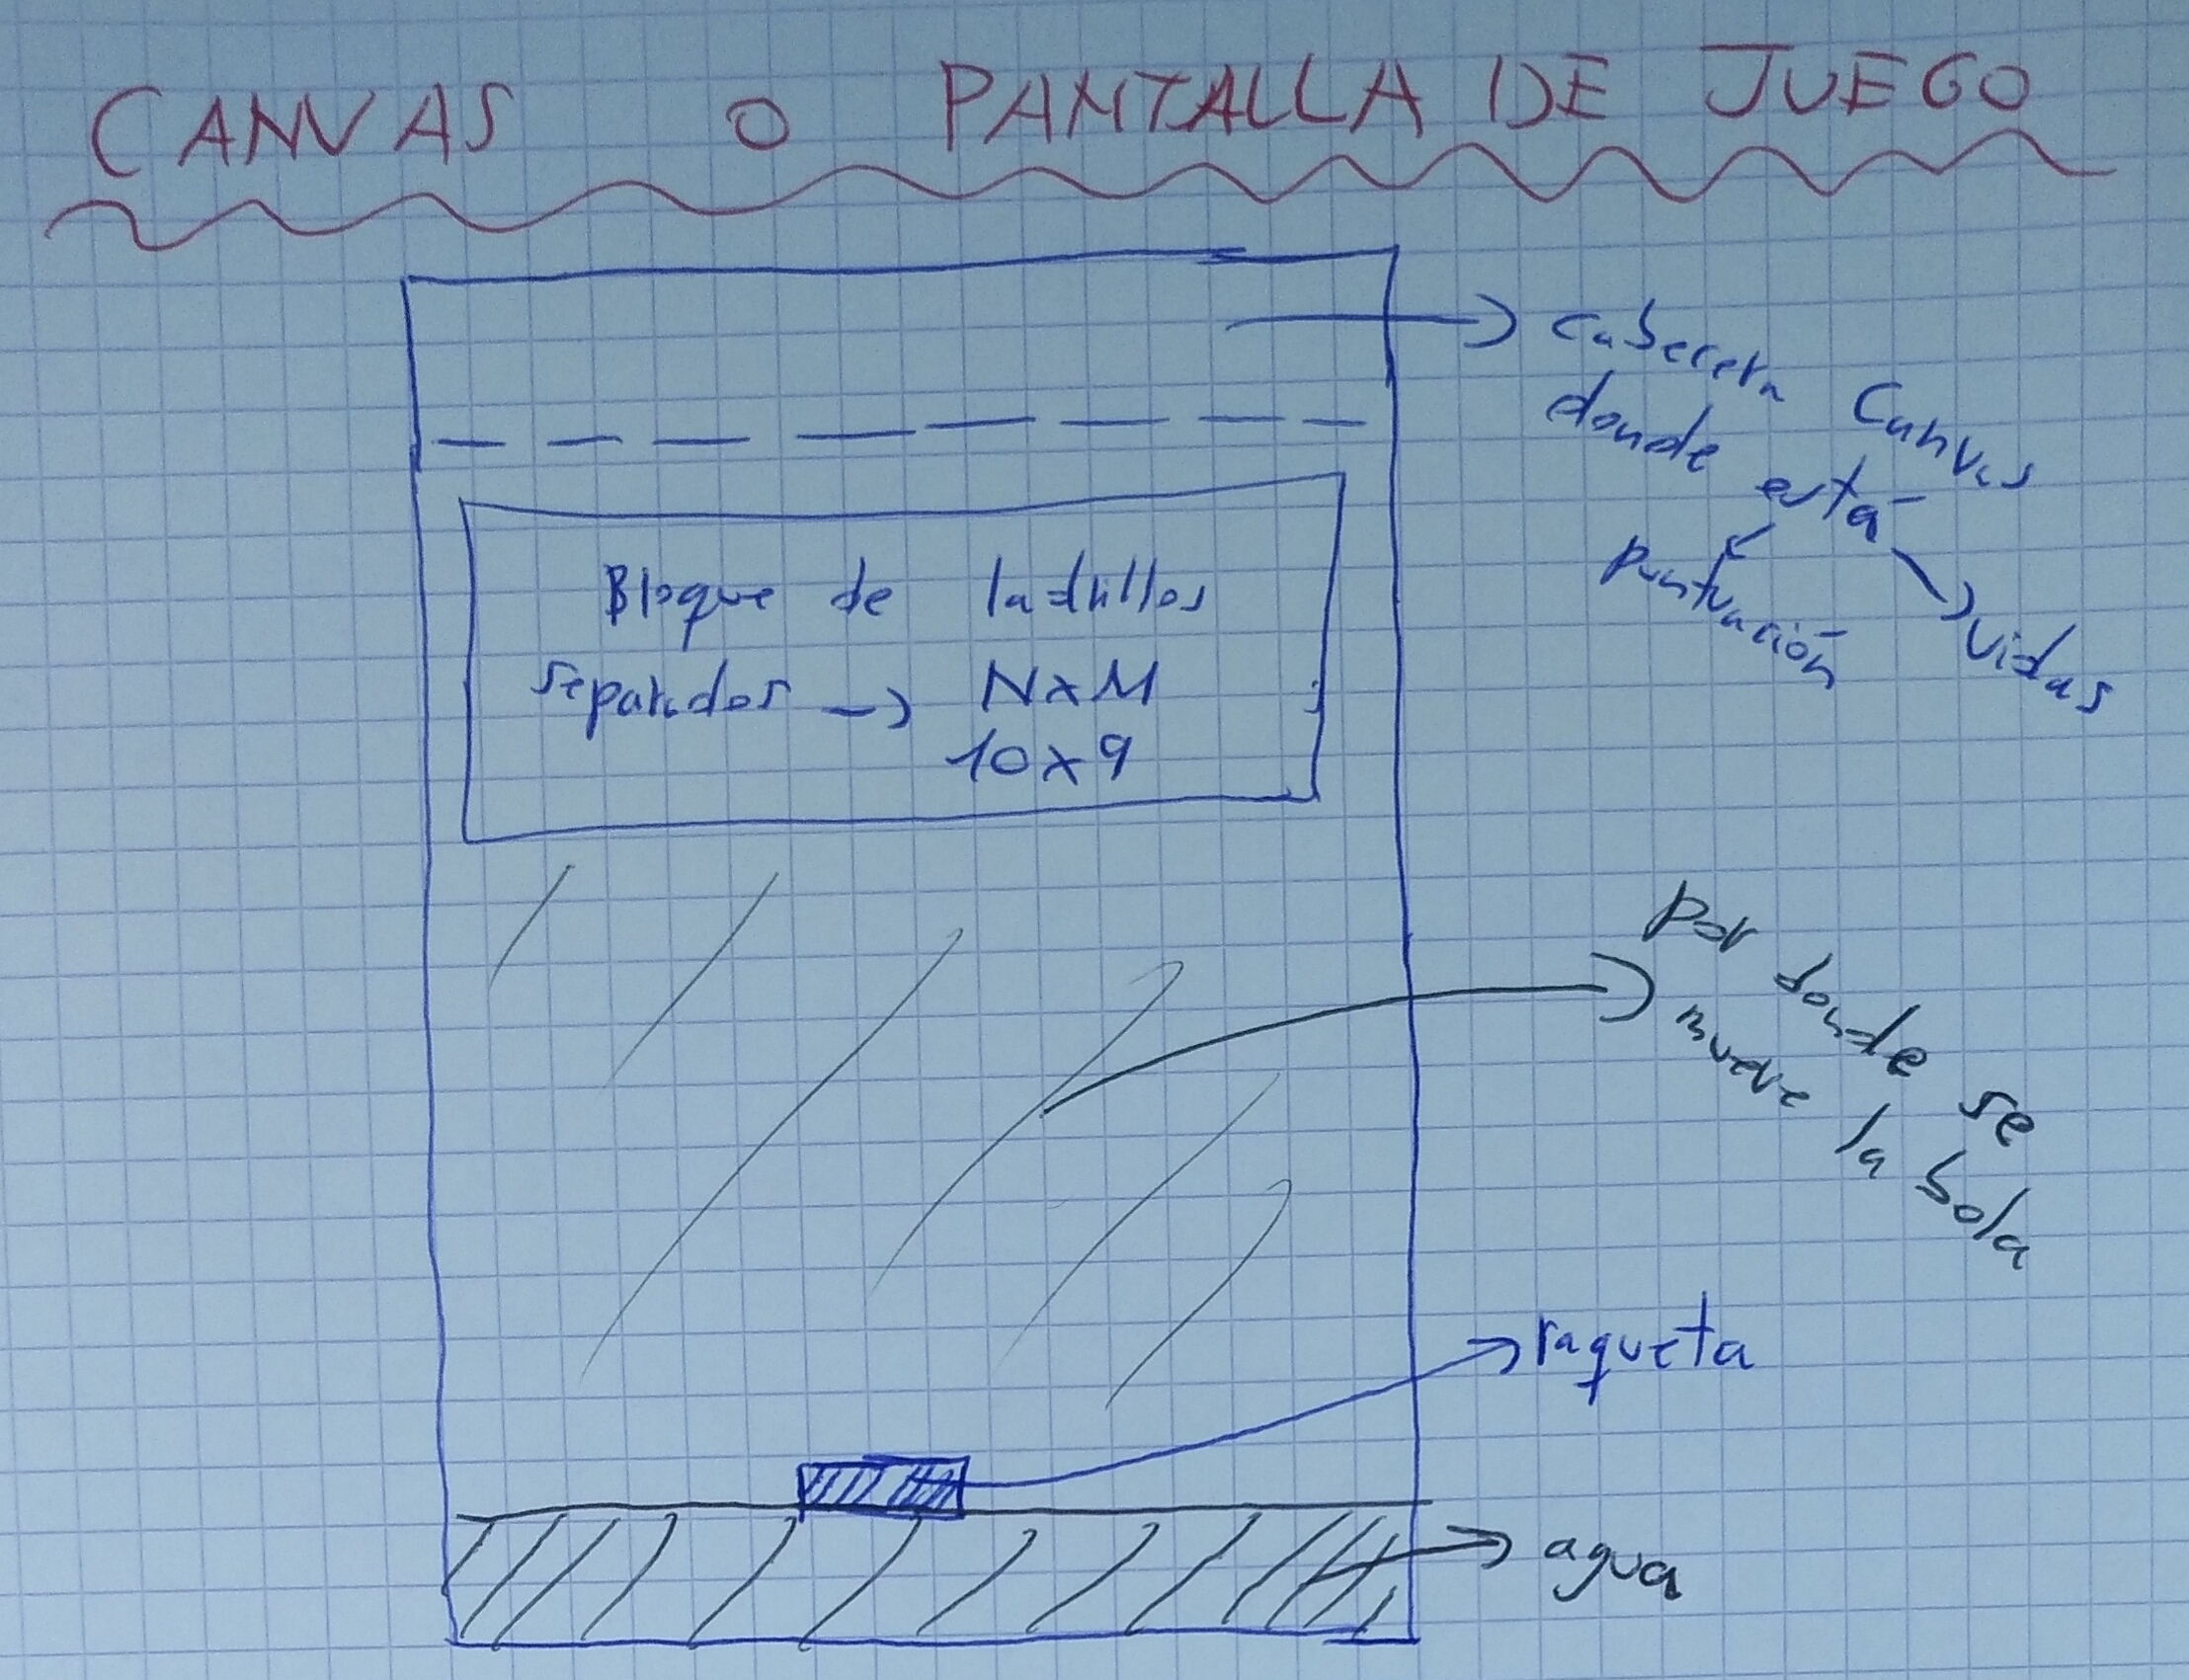 CANVAS O PANTALLA DE JUEGO
cabecera Canvas
donde está
puntuación
vidas
Bloque de ladrillos
separados → NxM
10x9
por donde se
mueve la bola
raqueta
agua